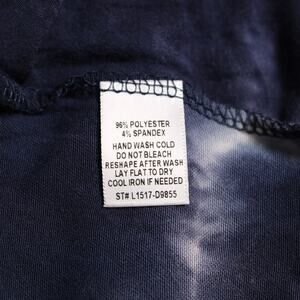 96% POLYESTER
4% SPANDEX
HAND WASH COLD
DO NOT BLEACH
RESHAPE AFTER WASH
LAY FLAT TO DRY
COOL IRON IF NEEDED
ST# L1517-D9855